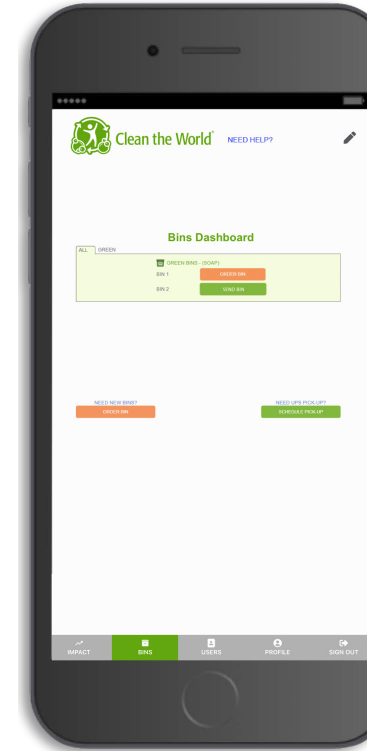 Clean the World®
NEED HELP?
Bins Dashboard
ALL GREEN
GREEN BINS - (SOAP)
BIN 1 ORDER BIN
BIN 2 SEND BIN
NEED NEW BINS? NEED UPS PICK-UP?
ORDER BIN SCHEDULE PICK-UP
IMPACT BINS USERS PROFILE SIGN OUT